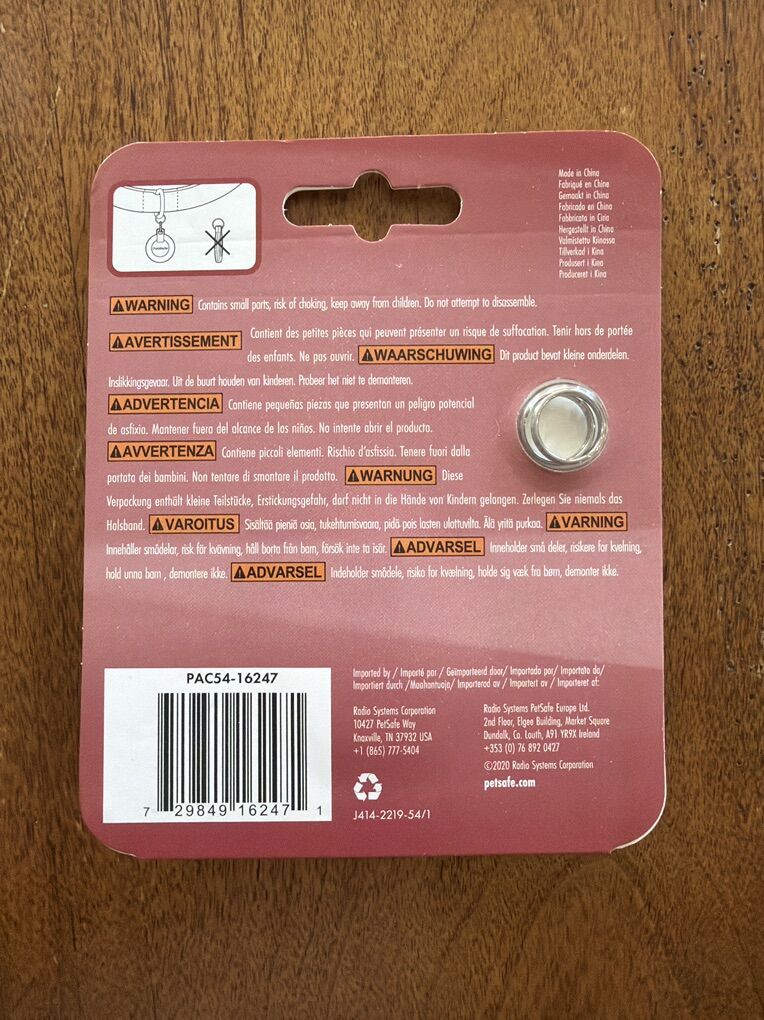 Made in China
Fabriqué en Chine
Gemaakt in China
Fabricado en China
Fabbricato in Cina
Hergestellt in China
Valmistettu Kiinassa
Tillverkad i Kina
Produsert i Kina
Produceret i Kina
WARNING Contains small parts, risk of choking, keep away from children. Do not attempt to disassemble.
AVERTISSEMENT Contient des petites pièces qui peuvent présenter un risque de suffocation. Tenir hors de portée
des enfants. Ne pas ouvrir. WAARSCHUWING Dit product bevat kleine onderdelen.
Inslikkingsgevaar. Uit de buurt houden van kinderen. Probeer het niet te demonteren.
ADVERTENCIA Contiene pequeñas piezas que presentan un peligro potencial
de asfixia. Mantener fuera del alcance de los niños. No intente abrir el producto.
AVVERTENZA Contiene piccoli elementi. Rischio d'asfissia. Tenere fuori dalla
portata dei bambini. Non tentare di smontare il prodotto. WARNUNG Diese
Verpackung enthält kleine Teilstücke, Erstickungsgefahr, darf nicht in die Hände von Kindern gelangen. Zerlegen Sie niemals das
Halsband. VAROITUS Sisältää pieniä osia, tukehtumisvaara, pidä pois lasten ulottuvilta. Älä yritä purkaa. VARNING
Innehåller smådelar, risk för kvävning, håll borta från barn, försök inte ta isär. ADVARSEL Inneholder små deler, risikere for kvelning,
hold unna barn , demontere ikke. ADVARSEL Indeholder smådele, risiko for kvælning, holde sig væk fra børn, demonter ikke.
PAC54-16247
7 29849 16247 1
Imported by / Importé par / Geïmporteerd door/ Importado por/ Importato da/
Importiert durch /Maahantuoja/ Importerad av / Importert av / Importeret af:
Radio Systems Corporation
10427 PetSafe Way
Knoxville, TN 37932 USA
+1 (865) 777-5404
Radio Systems PetSafe Europe Ltd.
2nd Floor, Elgee Building, Market Square
Dundalk, Co. Louth, A91 YR9X Ireland
+353 (0) 76 892 0427
©2020 Radio Systems Corporation
petsafe.com
J414-2219-54/1